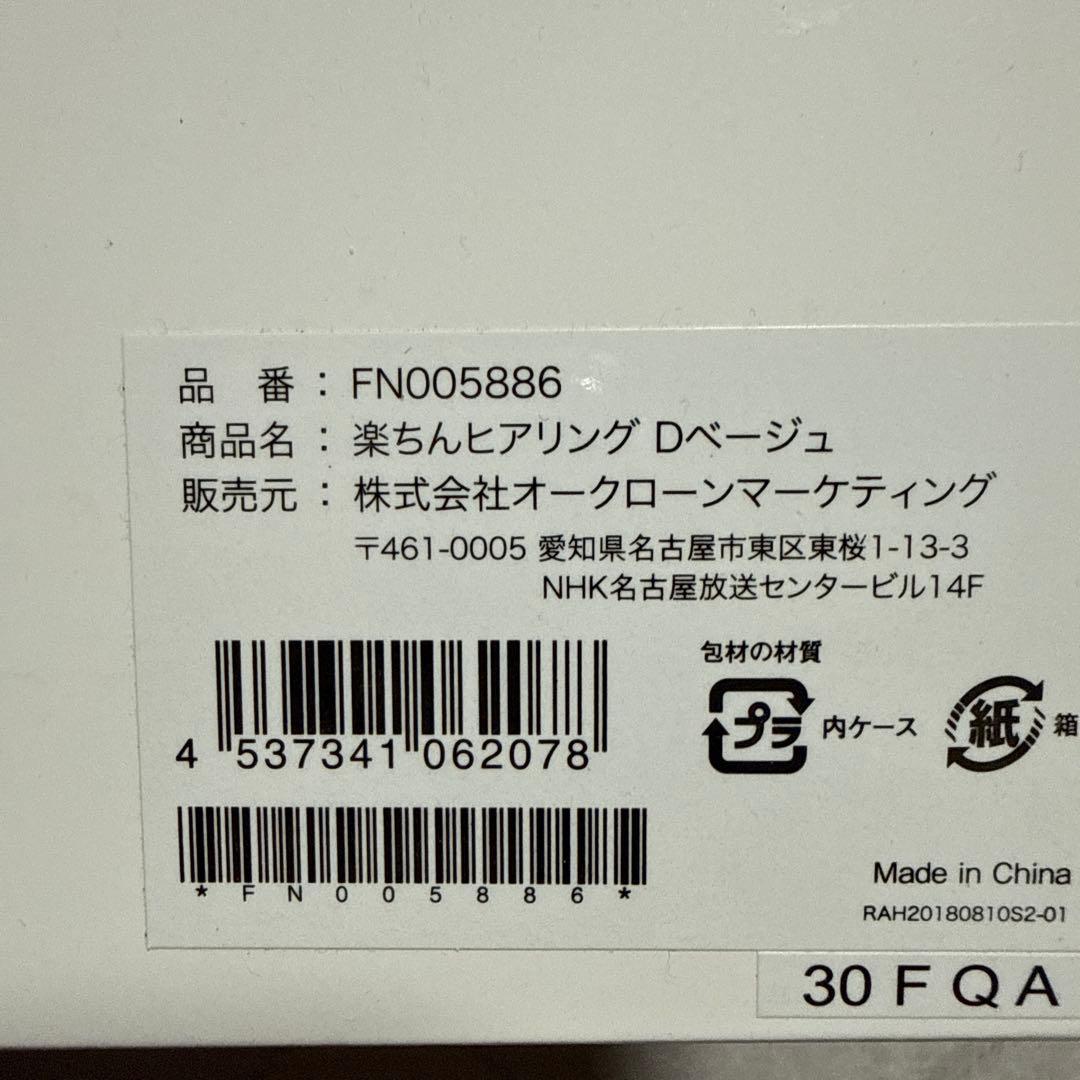 品　番：FN005886
商品名：楽ちんヒアリング Dベージュ
販売元：株式会社オークローンマーケティング
〒461-0005 愛知県名古屋市東区東桜1-13-3
NHK名古屋放送センタービル14F
4 537341 062078
*FN005886*
包材の材質
プラ 内ケース 紙 箱
Made in China
RAH20180810S2-01
30 F Q A